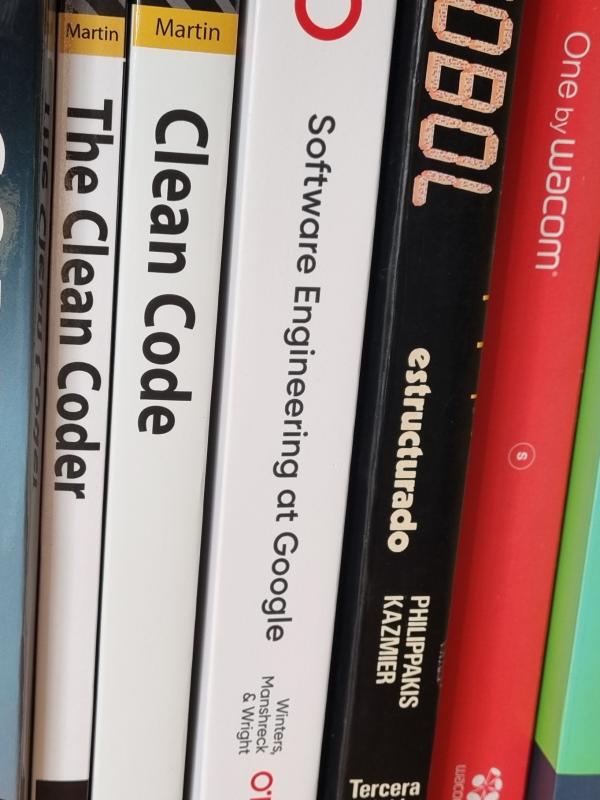 Martin
The Clean Coder
Martin
Clean Code
Software Engineering at Google
Winters,
Manshreck
& Wright
estructurado
PHILIPPAKIS
KAZMIER
Tercera
One by wacom
S